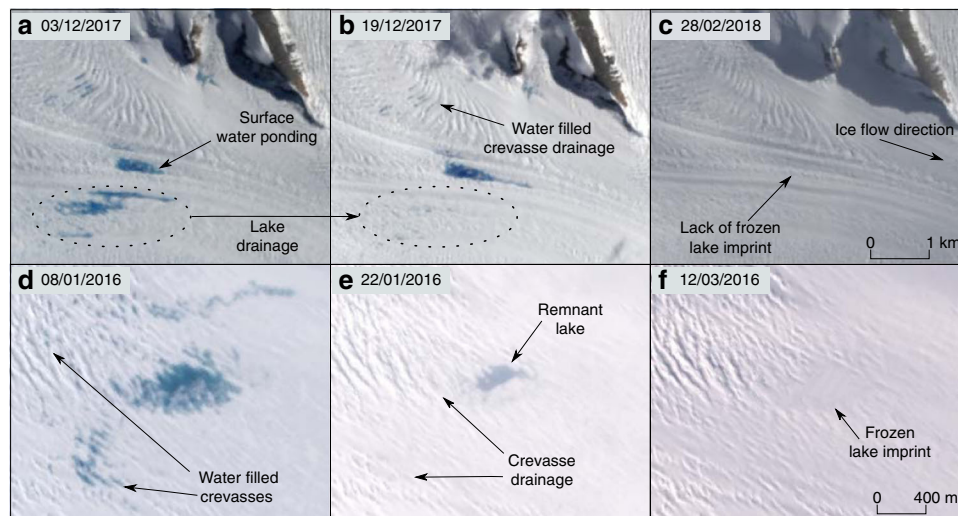 a 03/12/2017
Surface
water ponding
Lake
drainage
b 19/12/2017
Water filled
crevasse drainage
c 28/02/2018
Ice flow direction
Lack of frozen
lake imprint
0 1 km
d 08/01/2016
Water filled
crevasses
e 22/01/2016
Remnant
lake
Crevasse
drainage
f 12/03/2016
Frozen
lake imprint
0 400 m